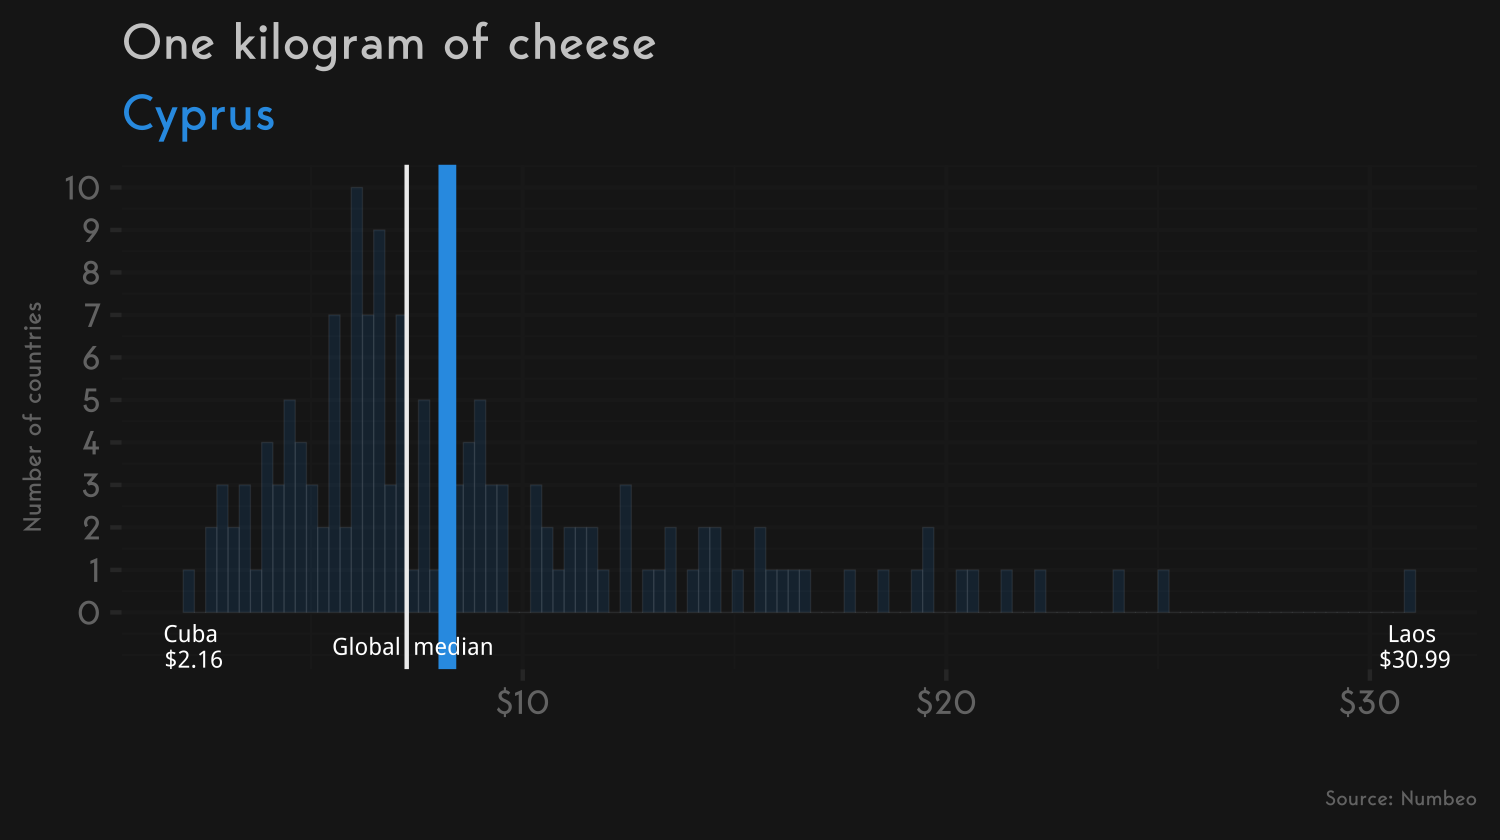 One kilogram of cheese
Cyprus
Number of countries
10
9
8
7
6
5
4
3
2
1
0
Cuba
$2.16
Global median
Laos
$30.99
$10
$20
$30
Source: Numbeo